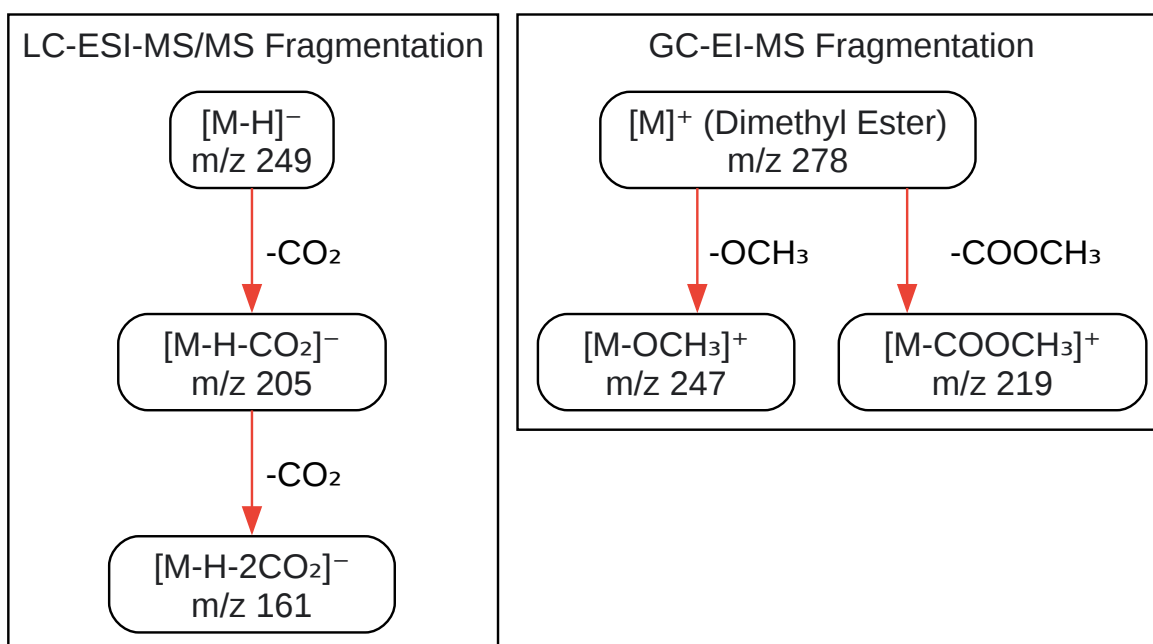 LC-ESI-MS/MS Fragmentation
[M-H]⁻
m/z 249
-CO₂
[M-H-CO₂]⁻
m/z 205
-CO₂
[M-H-2CO₂]⁻
m/z 161
GC-EI-MS Fragmentation
[M]⁺ (Dimethyl Ester)
m/z 278
-OCH₃
-COOCH₃
[M-OCH₃]⁺
m/z 247
[M-COOCH₃]⁺
m/z 219